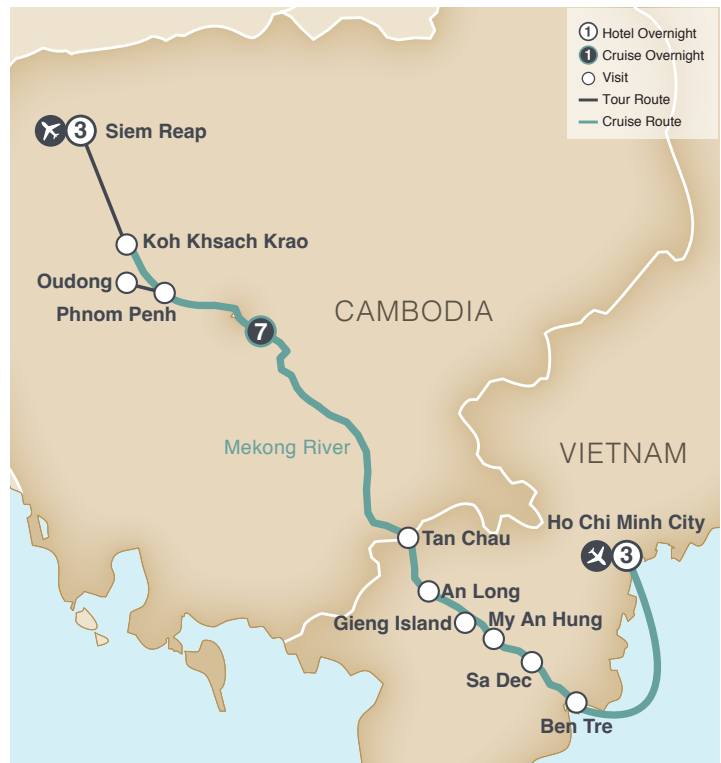 1 Hotel Overnight
1 Cruise Overnight
Visit
Tour Route
Cruise Route
3 Siem Reap
Koh Khsach Krao
Oudong
Phnom Penh
CAMBODIA
7
Mekong River
VIETNAM
Ho Chi Minh City
3
Tan Chau
An Long
Gieng Island
My An Hung
Sa Dec
Ben Tre